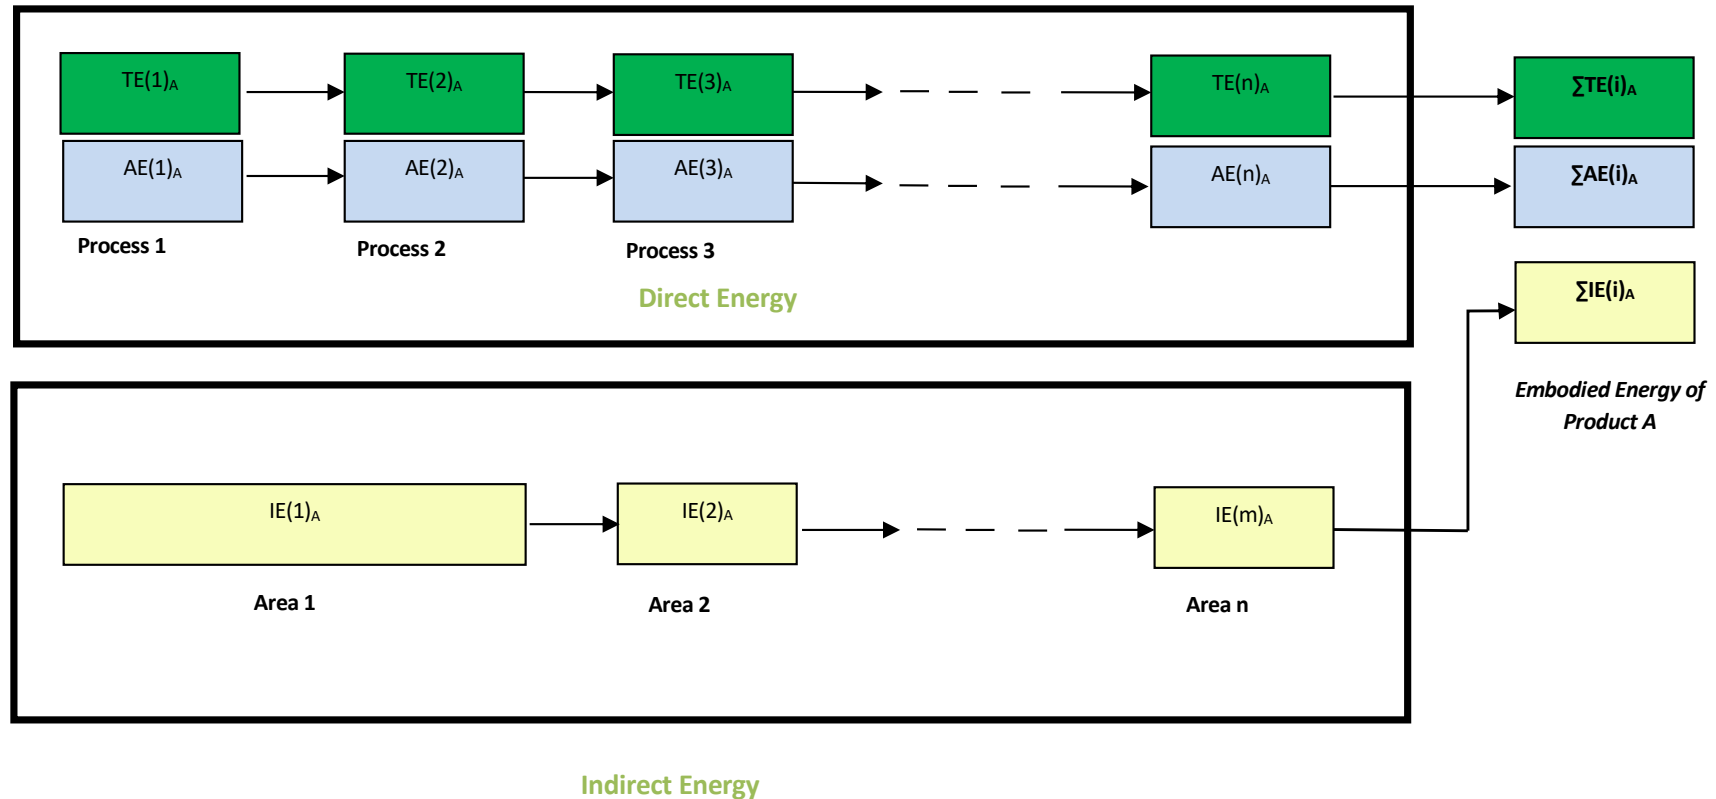 TE(1)A
TE(2)A
TE(3)A
TE(n)A
∑TE(i)A
AE(1)A
AE(2)A
AE(3)A
AE(n)A
∑AE(i)A
Process 1
Process 2
Process 3
Direct Energy
∑IE(i)A
Embodied Energy of
Product A
IE(1)A
IE(2)A
IE(m)A
Area 1
Area 2
Area n
Indirect Energy